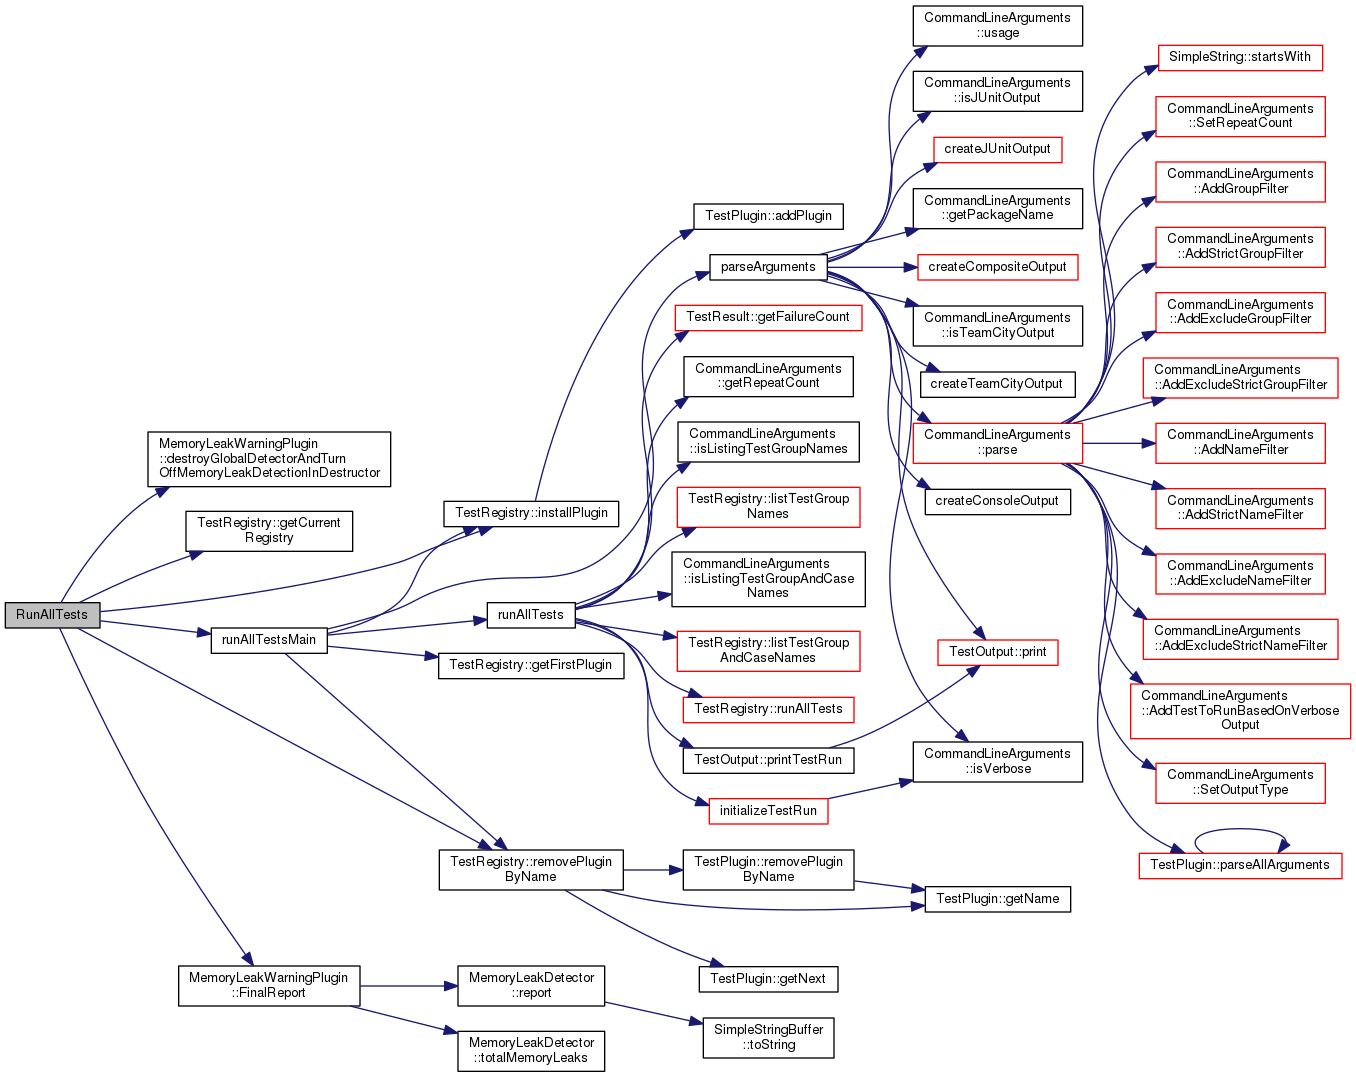 RunAllTests
MemoryLeakWarningPlugin
::destroyGlobalDetectorAndTurn
OffMemoryLeakDetectionInDestructor
TestRegistry::getCurrent
Registry
runAllTestsMain
MemoryLeakWarningPlugin
::FinalReport
TestRegistry::installPlugin
runAllTests
TestRegistry::getFirstPlugin
TestRegistry::removePlugin
ByName
MemoryLeakDetector
::report
MemoryLeakDetector
::totalMemoryLeaks
TestPlugin::addPlugin
parseArguments
TestResult::getFailureCount
CommandLineArguments
::getRepeatCount
CommandLineArguments
::isListingTestGroupNames
TestRegistry::listTestGroup
Names
CommandLineArguments
::isListingTestGroupAndCase
Names
TestRegistry::listTestGroup
AndCaseNames
TestRegistry::runAllTests
TestOutput::printTestRun
initializeTestRun
TestPlugin::removePlugin
ByName
TestPlugin::getNext
SimpleStringBuffer
::toString
CommandLineArguments
::usage
CommandLineArguments
::isJUnitOutput
createJUnitOutput
CommandLineArguments
::getPackageName
createCompositeOutput
CommandLineArguments
::isTeamCityOutput
createTeamCityOutput
CommandLineArguments
::parse
createConsoleOutput
TestOutput::print
CommandLineArguments
::isVerbose
TestPlugin::getName
SimpleString::startsWith
CommandLineArguments
::SetRepeatCount
CommandLineArguments
::AddGroupFilter
CommandLineArguments
::AddStrictGroupFilter
CommandLineArguments
::AddExcludeGroupFilter
CommandLineArguments
::AddExcludeStrictGroupFilter
CommandLineArguments
::AddNameFilter
CommandLineArguments
::AddStrictNameFilter
CommandLineArguments
::AddExcludeNameFilter
CommandLineArguments
::AddExcludeStrictNameFilter
CommandLineArguments
::AddTestToRunBasedOnVerbose
Output
CommandLineArguments
::SetOutputType
TestPlugin::parseAllArguments